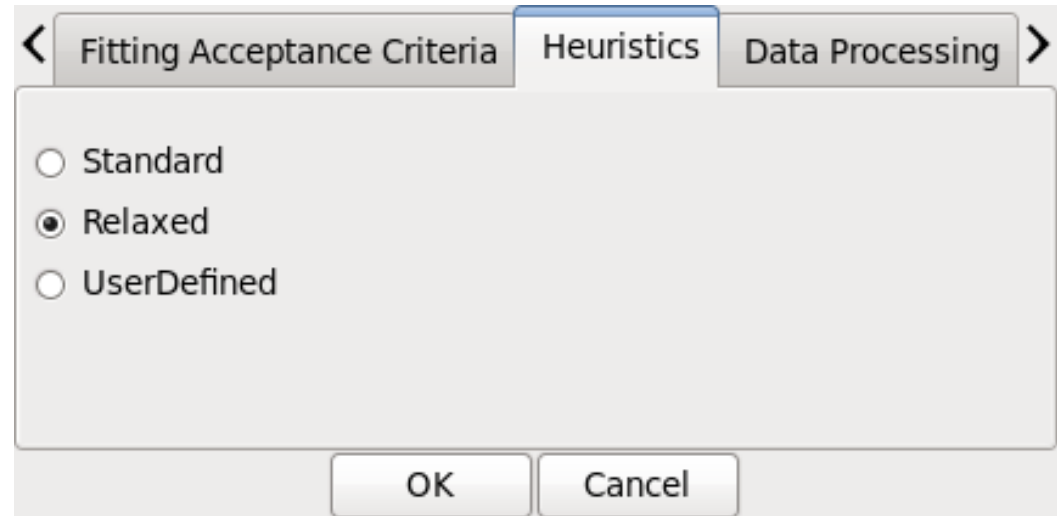 Fitting Acceptance Criteria Heuristics Data Processing
Standard
Relaxed
UserDefined
OK Cancel